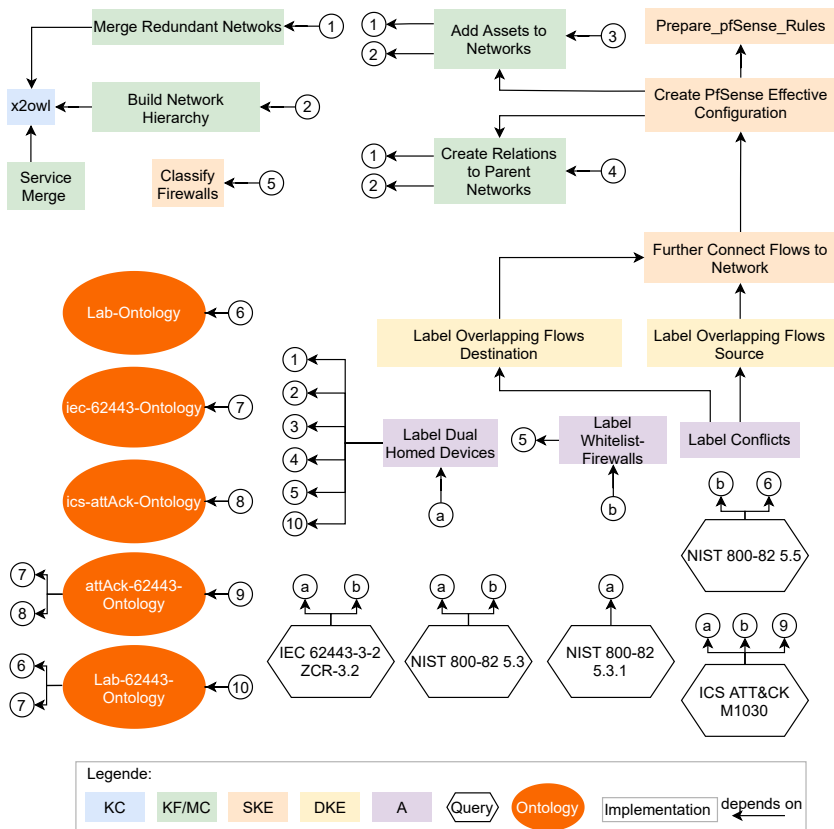 Merge Redundant Netwoks
1
x2owl
Build Network
Hierarchy
2
Service
Merge
Classify
Firewalls
5
1
2
Add Assets to
Networks
3
Prepare_pfSense_Rules
Create PfSense Effective
Configuration
1
2
Create Relations
to Parent
Networks
4
Further Connect Flows to
Network
Label Overlapping Flows
Destination
Label Overlapping Flows
Source
Lab-Ontology
6
iec-62443-Ontology
7
ics-attAck-Ontology
8
7
8
attAck-62443-
Ontology
9
6
7
Lab-62443-
Ontology
10
1
2
3
4
5
10
Label Dual
Homed Devices
a
5
Label
Whitelist-
Firewalls
b
Label Conflicts
b
6
NIST 800-82 5.5
a
b
IEC 62443-3-2
ZCR-3.2
a
b
NIST 800-82 5.3
a
NIST 800-82
5.3.1
a
b
9
ICS ATT&CK
M1030
Legende:
KC
KF/MC
SKE
DKE
A
Query
Ontology
Implementation
depends on